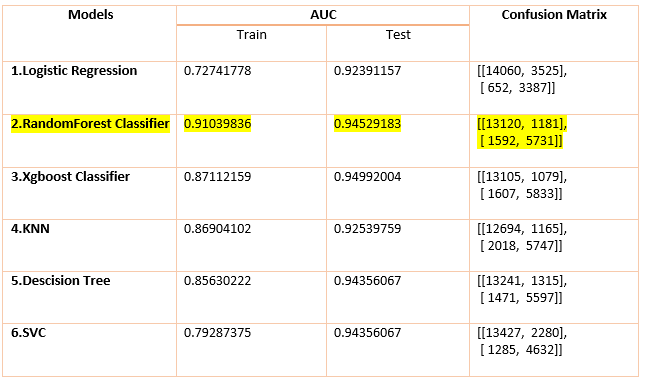 Models AUC Confusion Matrix
Train Test
1.Logistic Regression 0.72741778 0.92391157 [[14060, 3525],
[ 652, 3387]]
2.RandomForest Classifier 0.91039836 0.94529183 [[13120, 1181],
[ 1592, 5731]]
3.Xgboost Classifier 0.87112159 0.94992004 [[13105, 1079],
[ 1607, 5833]]
4.KNN 0.86904102 0.92539759 [[12694, 1165],
[ 2018, 5747]]
5.Descision Tree 0.85630222 0.94356067 [[13241, 1315],
[ 1471, 5597]]
6.SVC 0.79287375 0.94356067 [[13427, 2280],
[ 1285, 4632]]